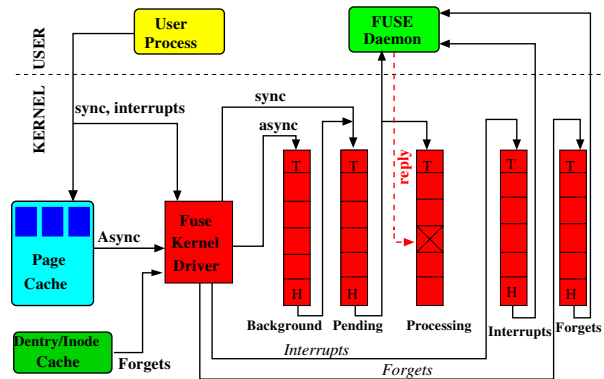 User
Process
FUSE
Daemon
USER
KERNEL
sync, interrupts
sync
async
reply
T
T
T
T
T
Page
Cache
Async
Fuse
Kernel
Driver
H
H
H
H
Background
Pending
Processing
Interrupts
Forgets
Dentry/Inode
Cache
Forgets
Interrupts
Forgets